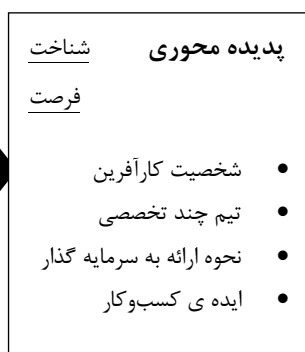 پدیده محوری شناخت
فرصت
• شخصیت کارآفرین
• تیم چند تخصصی
• نحوه ارائه به سرمایه گذار
• ایده ی کسب‌وکار